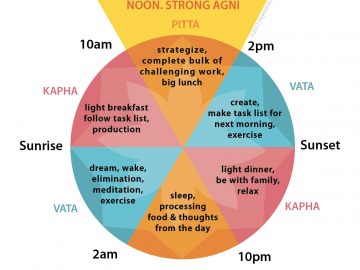 NOON. STRONG AGNI
PITTA
10am
2pm
strategize,
complete bulk of
challenging work,
big lunch
KAPHA
VATA
light breakfast
follow task list,
production
create,
make task list for
next morning,
exercise
Sunrise
Sunset
dream, wake,
elimination,
meditation,
exercise
light dinner,
be with family,
relax
sleep,
processing
food & thoughts
from the day
VATA
KAPHA
2am
10pm